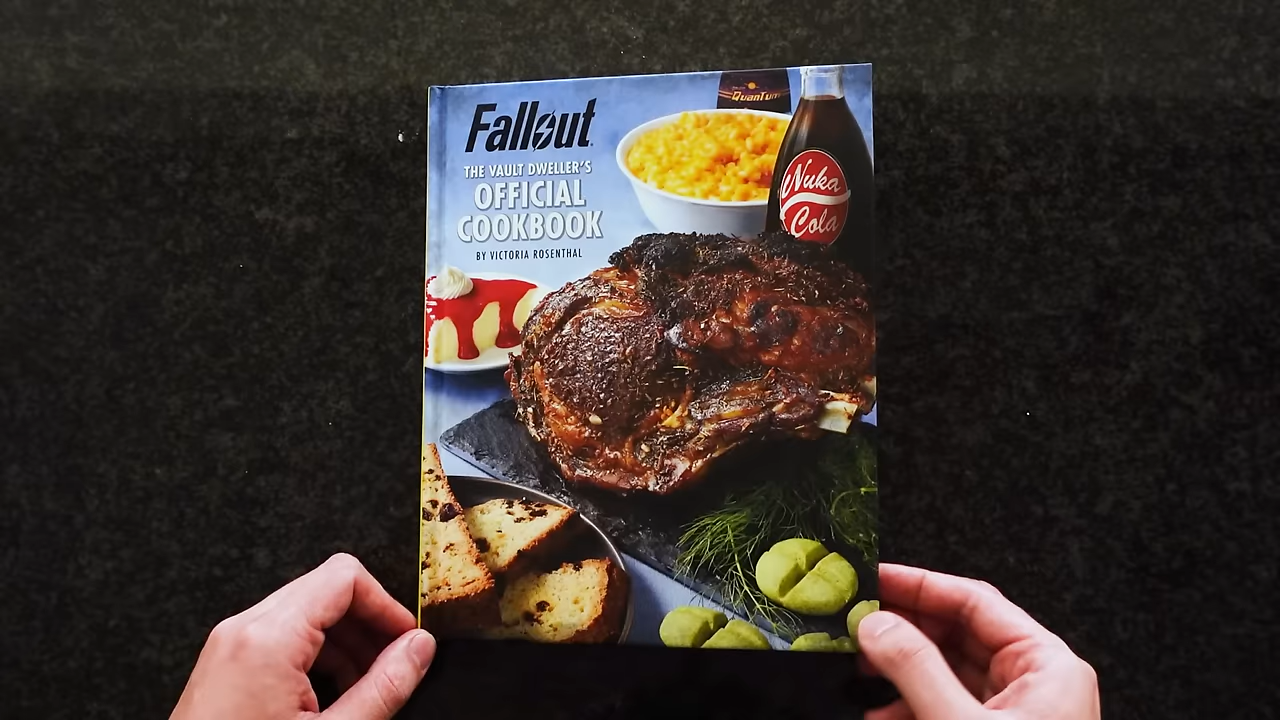 Fallout
THE VAULT DWELLER'S
OFFICIAL
COOKBOOK
BY VICTORIA ROSENTHAL
QuanTum
Nuka
Cola